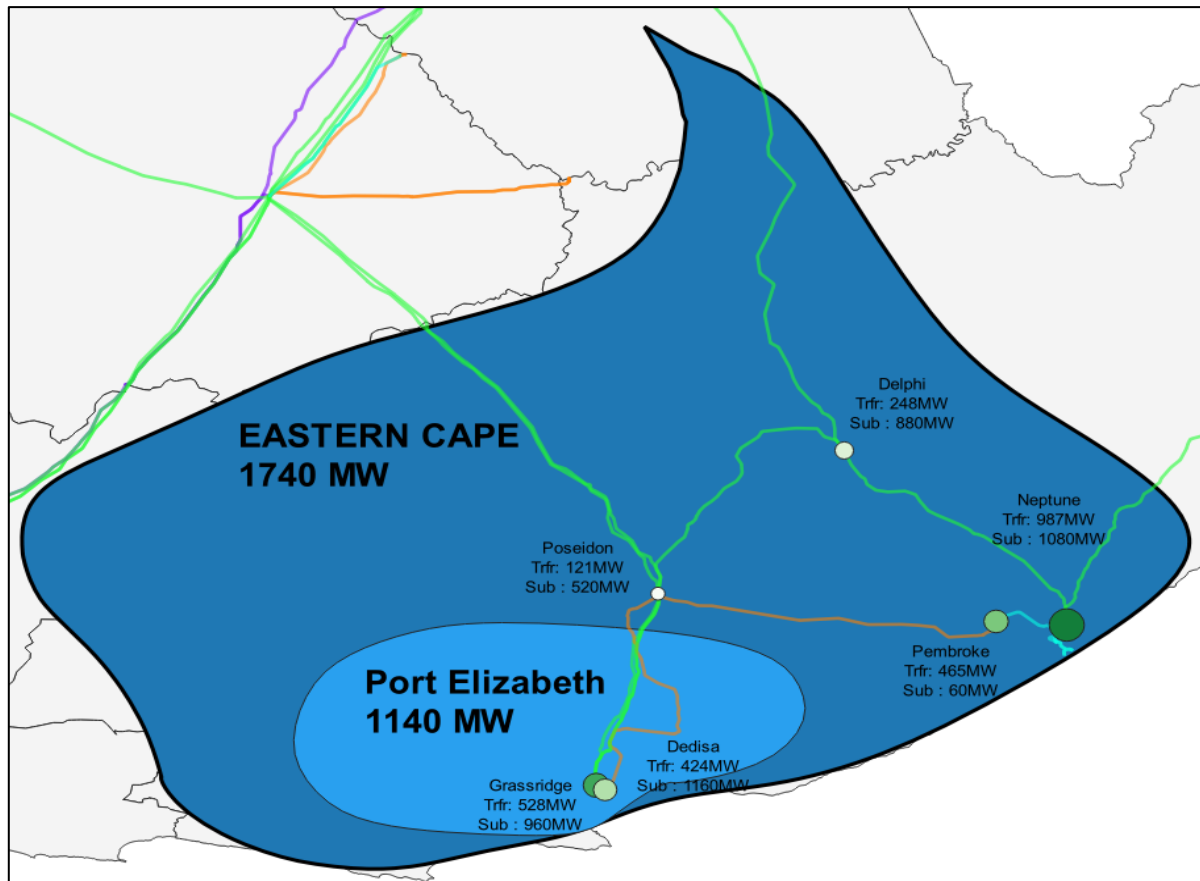 Delphi
Trfr: 248MW
Sub : 880MW
EASTERN CAPE
1740 MW
Neptune
Trfr: 987MW
Sub : 1080MW
Poseidon
Trfr: 121MW
Sub : 520MW
Pembroke
Trfr: 465MW
Sub : 60MW
Port Elizabeth
1140 MW
Dedisa
Trfr: 424MW
Sub : 1160MW
Grassridge
Trfr: 528MW
Sub : 960MW